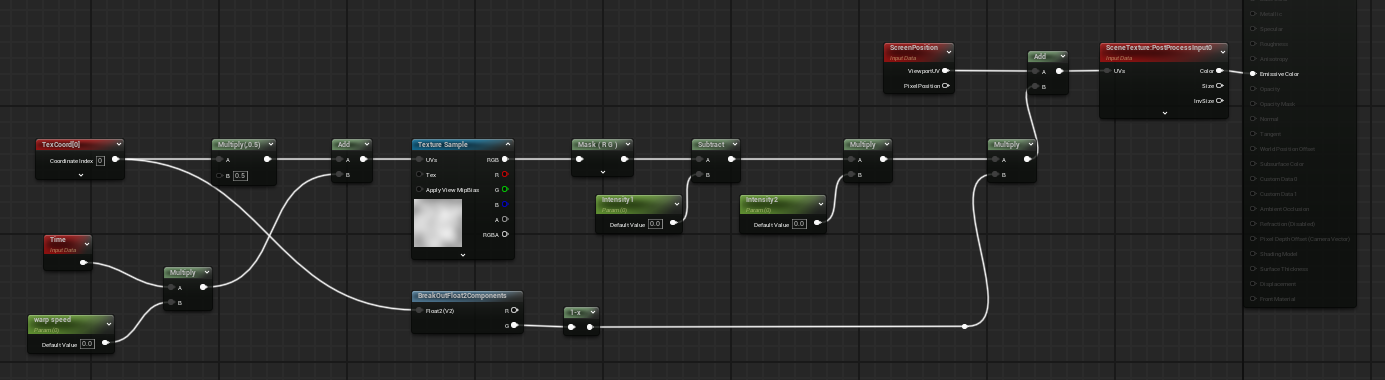 Metallic
Specular
Roughness
Anisotropy
Emissive Color
Opacity
Opacity Mask
Normal
Tangent
World Position Offset
Subsurface Color
Custom Data 0
Custom Data 1
Ambient Occlusion
Refraction (Disabled)
Pixel Depth Offset (Camera Vector)
Shading Model
Surface Thickness
Displacement
Front Material
ScreenPosition
Input Data
ViewportUV
PixelPosition
Add
A
B
SceneTexture:PostProcessInput0
Input Data
UVs Color
Size
InvSize
TexCoord[0]
Coordinate Index 0
Multiply(,0.5)
A
B 0.5
Add
A
B
Texture Sample
UVs RGB
Tex R
Apply View MipBias G
B
A
RGBA
Mask ( R G )
Subtract
A
B
Multiply
A
B
Multiply
A
B
Intensity1
Param (0)
Default Value 0.0
Intensity2
Param (0)
Default Value 0.0
Time
Input Data
Multiply
A
B
warp speed
Param (0)
Default Value 0.0
BreakOutFloat2Components
Float2(V2) R
G
1-x